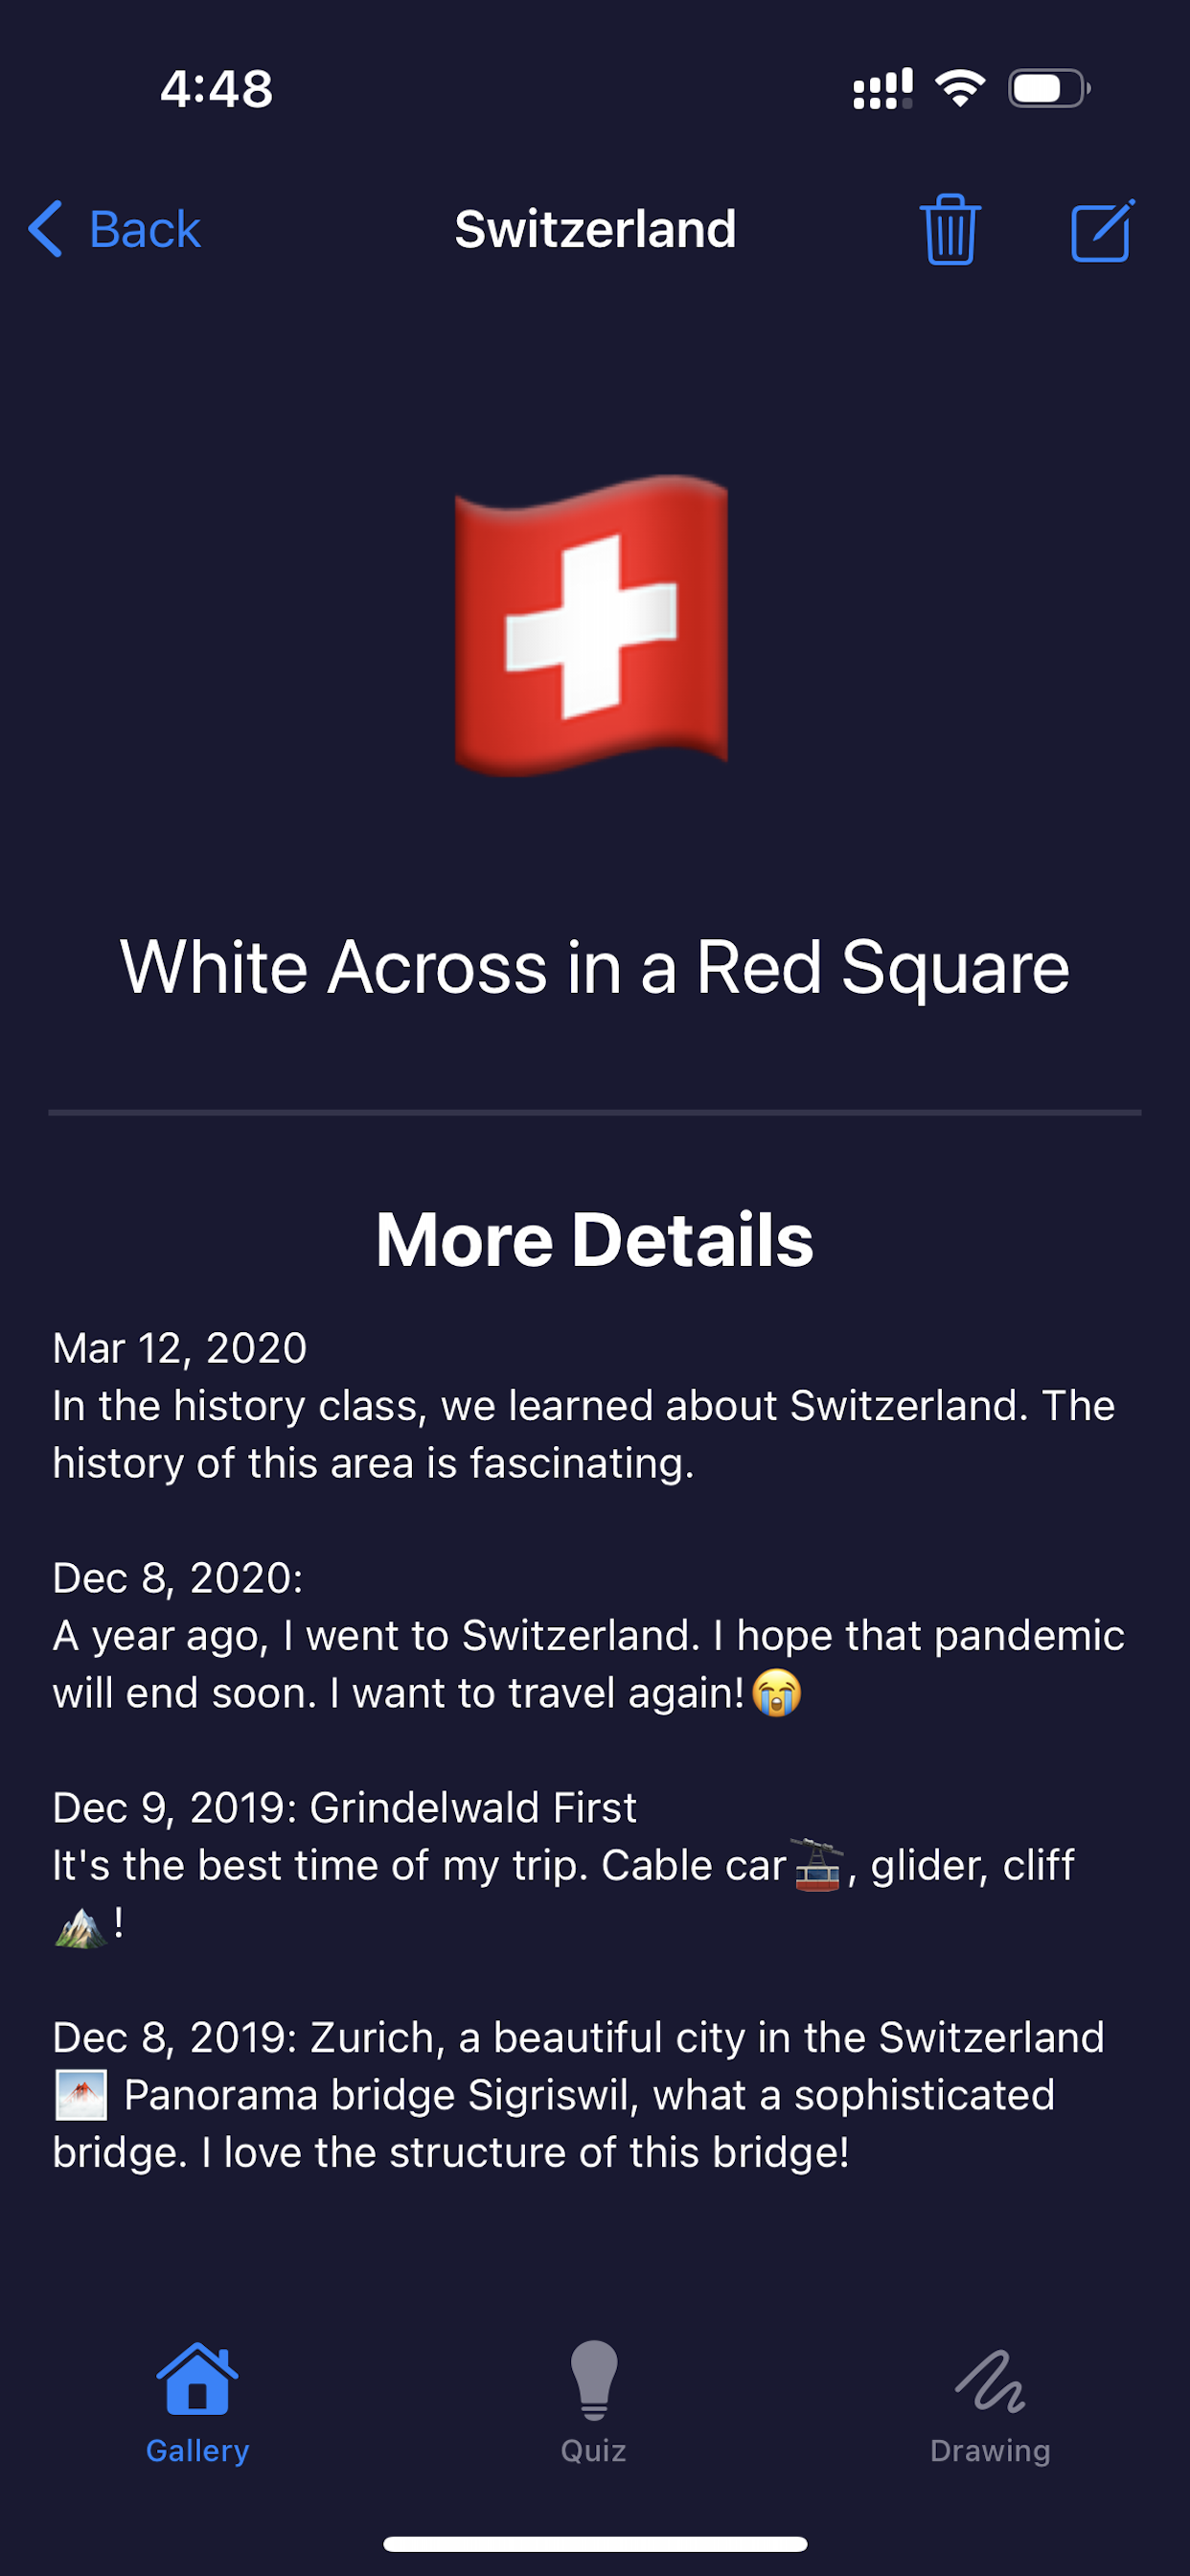 4:48
Back
Switzerland
White Across in a Red Square
More Details
Mar 12, 2020
In the history class, we learned about Switzerland. The
history of this area is fascinating.
Dec 8, 2020:
A year ago, I went to Switzerland. I hope that pandemic
will end soon. I want to travel again!😭
Dec 9, 2019: Grindelwald First
It's the best time of my trip. Cable car🚡, glider, cliff
⛰️!
Dec 8, 2019: Zurich, a beautiful city in the Switzerland
🗻 Panorama bridge Sigriswil, what a sophisticated
bridge. I love the structure of this bridge!
Gallery
Quiz
Drawing